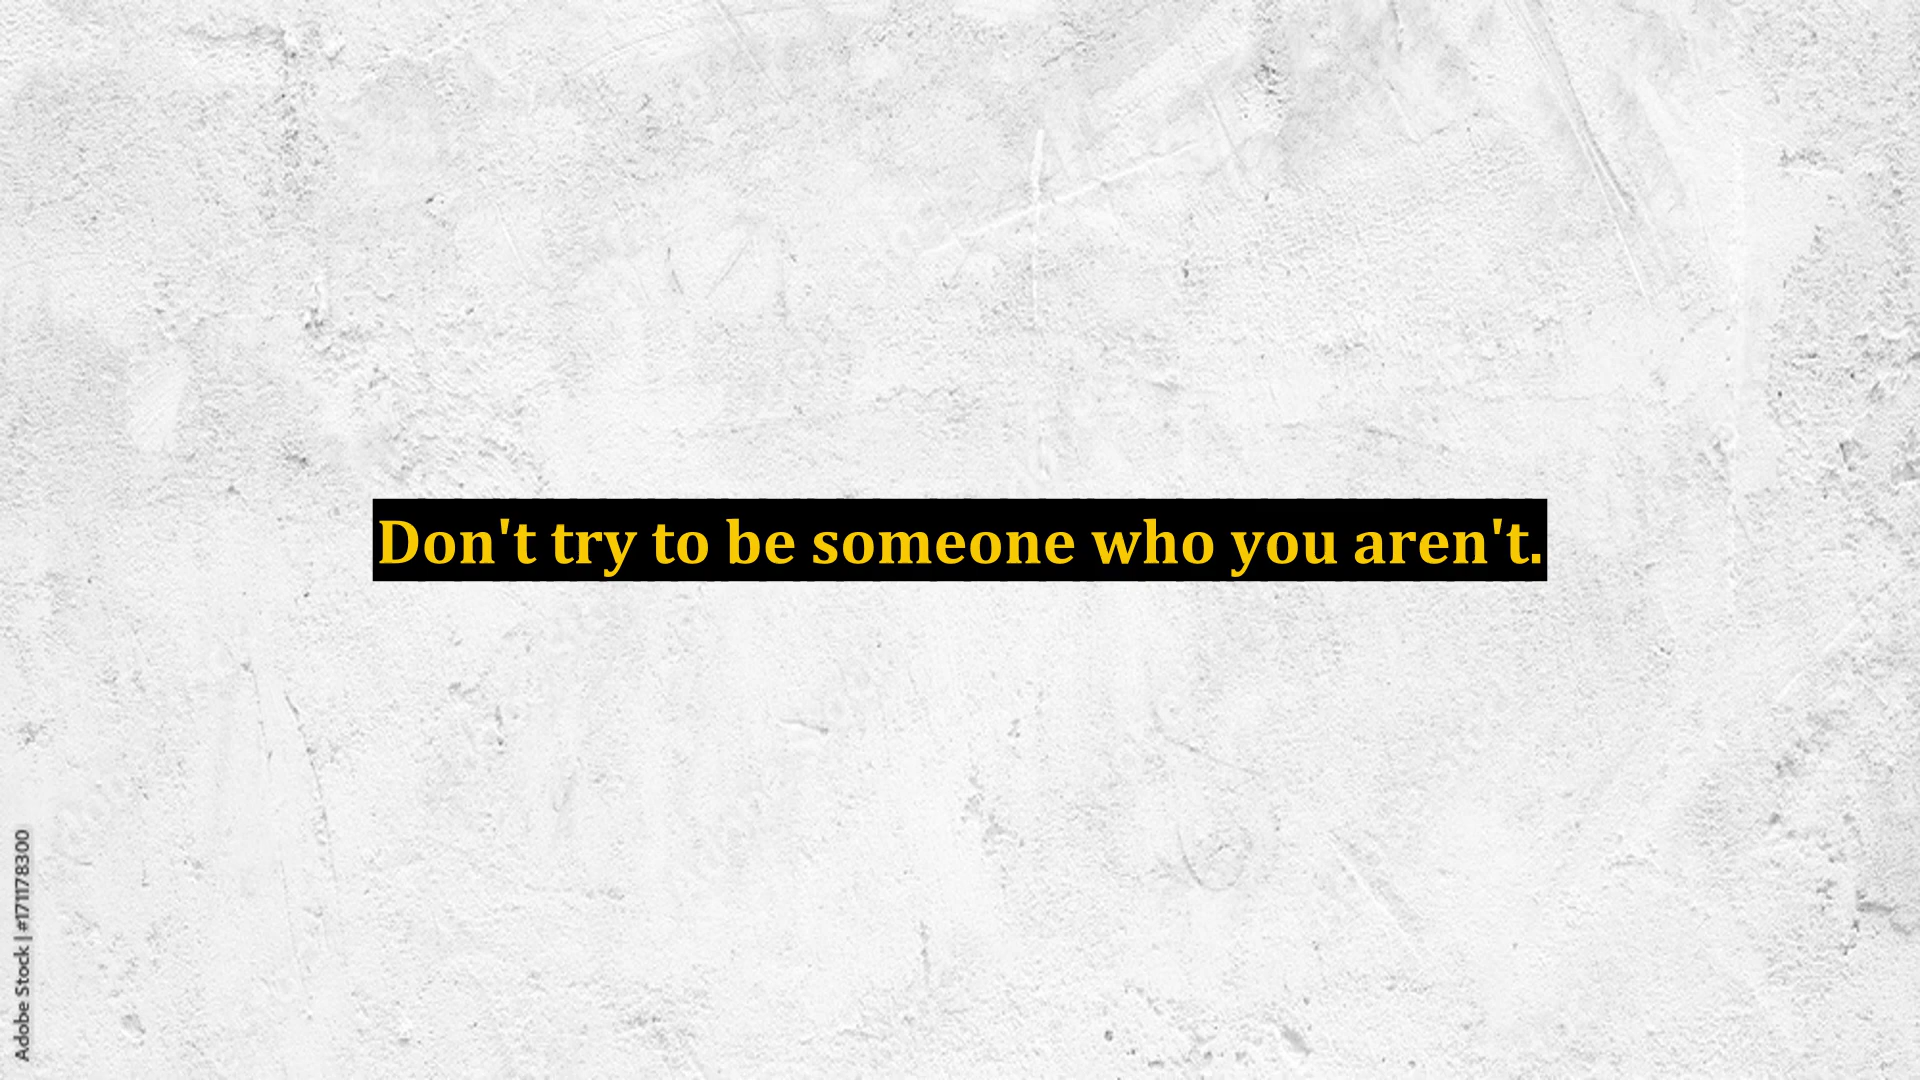 Don't try to be someone who you aren't.
Adobe Stock | #171178300